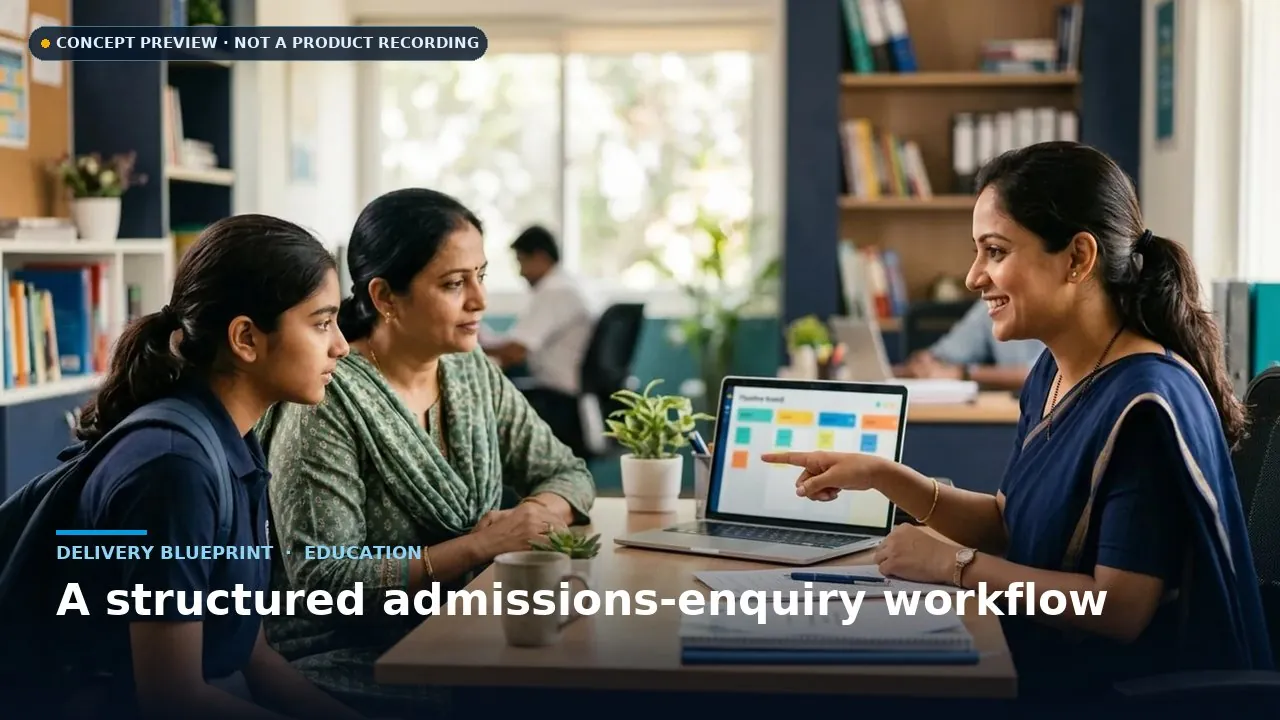 CONCEPT PREVIEW · NOT A PRODUCT RECORDING
DELIVERY BLUEPRINT · EDUCATION
A structured admissions-enquiry workflow